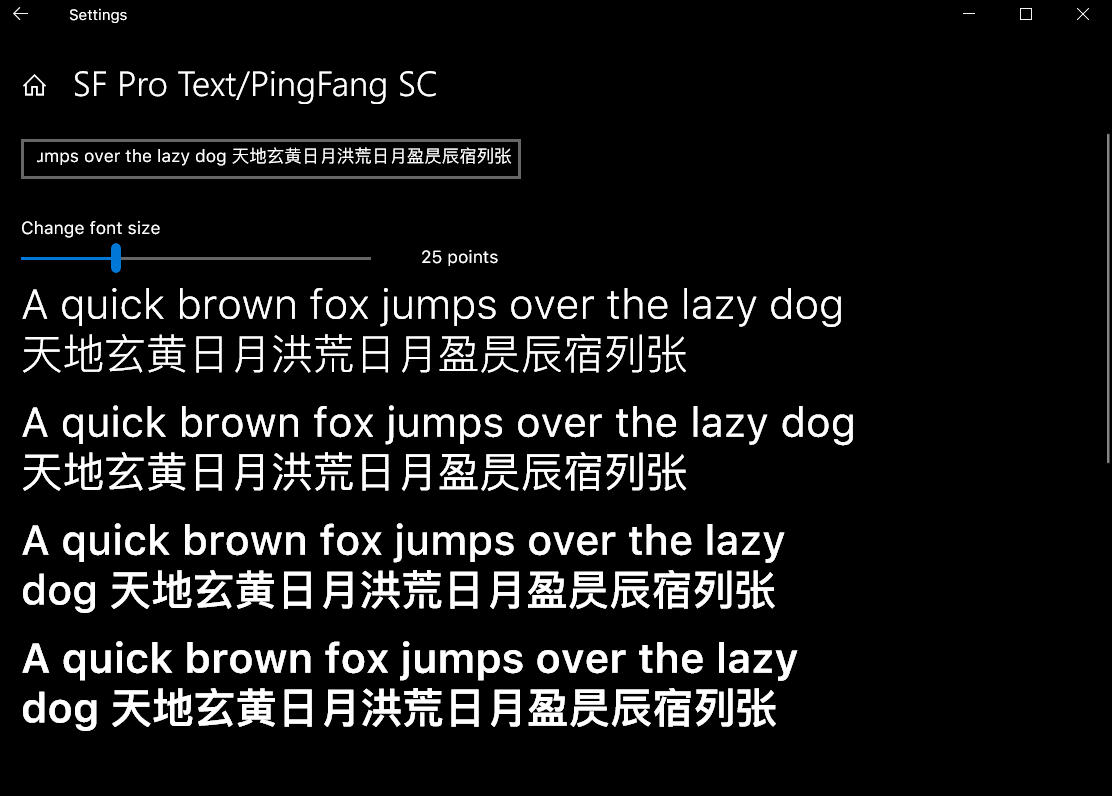 Settings
SF Pro Text/PingFang SC
umps over the lazy dog 天地玄黄日月洪荒日月盈昃辰宿列张
Change font size
25 points
A quick brown fox jumps over the lazy dog
天地玄黄日月洪荒日月盈昃辰宿列张
A quick brown fox jumps over the lazy dog
天地玄黄日月洪荒日月盈昃辰宿列张
A quick brown fox jumps over the lazy
dog 天地玄黄日月洪荒日月盈昃辰宿列张
A quick brown fox jumps over the lazy
dog 天地玄黄日月洪荒日月盈昃辰宿列张